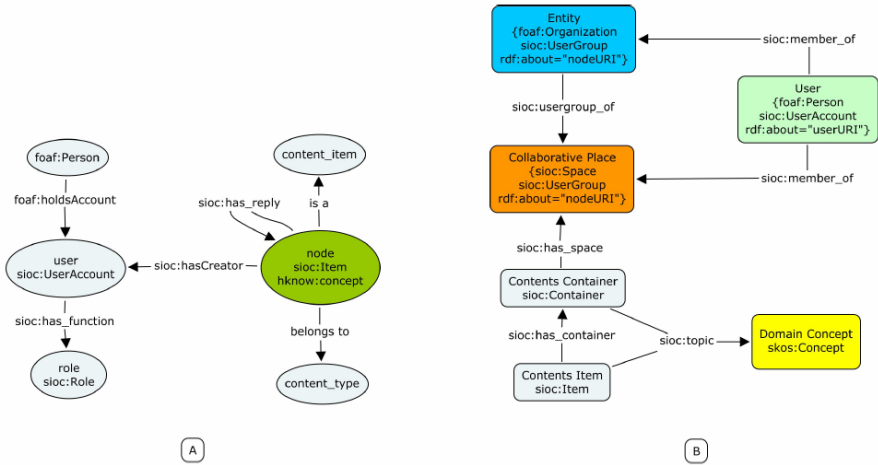 foaf:Person
foaf:holdsAccount
user
sioc:UserAccount
sioc:has_function
role
sioc:Role
content_item
is a
sioc:has_reply
node
sioc:Item
hknow:concept
sioc:hasCreator
belongs to
content_type
A
Entity
{foaf:Organization
sioc:UserGroup
rdf:about="nodeURI"}
sioc:member_of
User
{foaf:Person
sioc:UserAccount
rdf:about="userURI"}
sioc:usergroup_of
Collaborative Place
{sioc:Space
sioc:UserGroup
rdf:about="nodeURI"}
sioc:member_of
sioc:has_space
Contents Container
sioc:Container
sioc:has_container
sioc:topic
Domain Concept
skos:Concept
Contents Item
sioc:Item
B